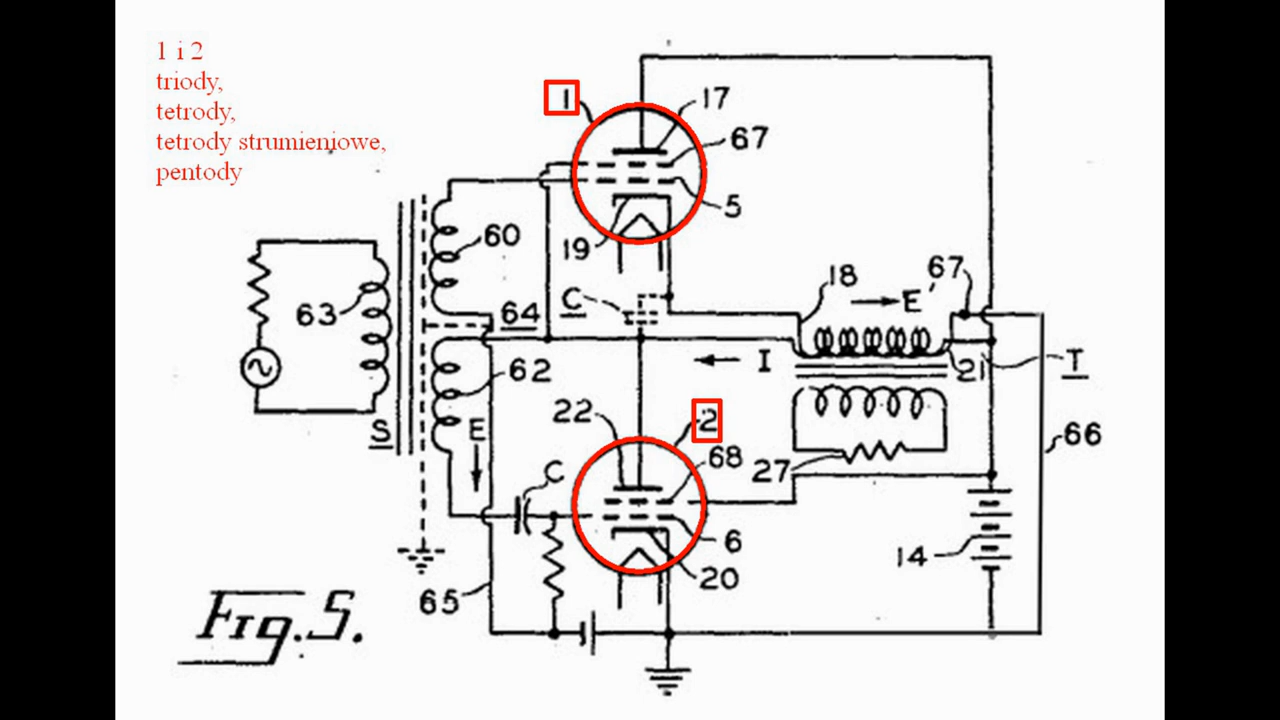 1 i 2
triody,
tetrody,
tetrody strumieniowe,
pentody
1
17
67
5
19
60
63
64
C
18
67
E'
I
21
T
62
S
E
22
2
68
C
27
66
6
14
20
65
Fig. 5.